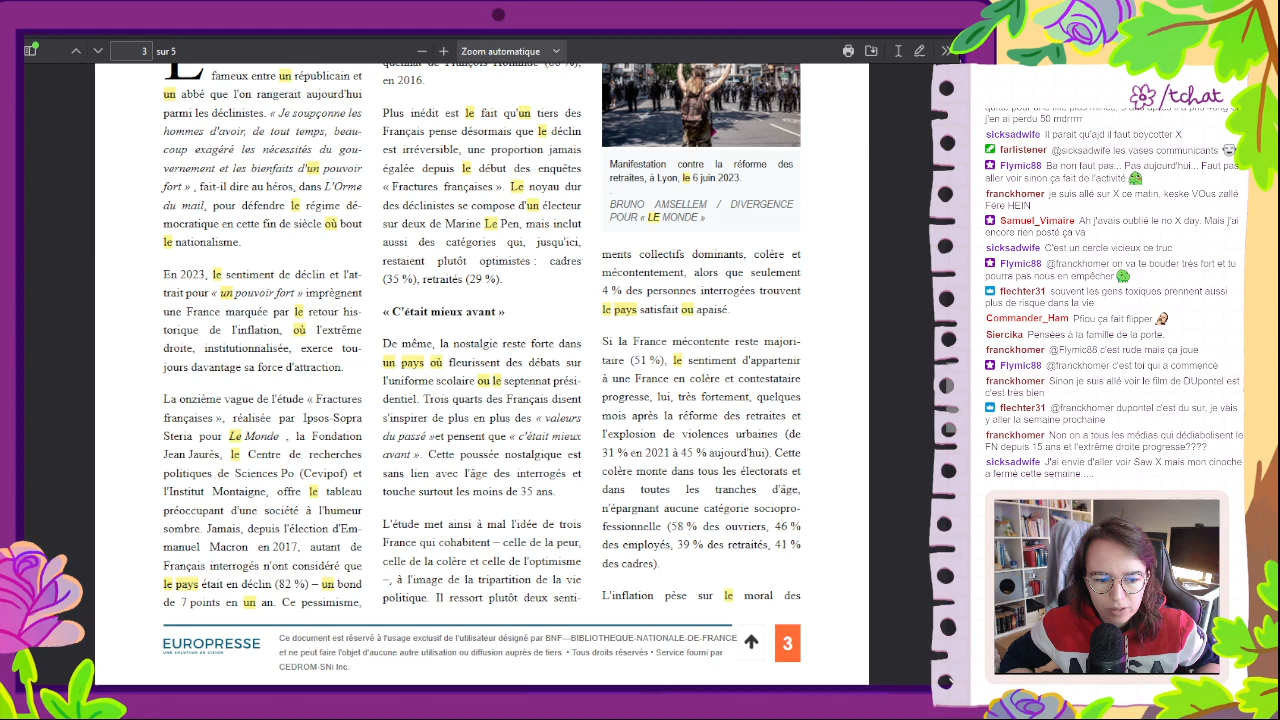 3 sur 5
Zoom automatique
L
fameux entre un républicain et
un abbé que l'on rangerait aujourd'hui
parmi les déclinistes. « Je soupçonne les
hommes d'avoir, de tout temps, beau-
coup exagéré les nécessités du gou-
vernement et les bienfaits d'un pouvoir
fort » , fait-il dire au héros, dans L'Orme
du mail, pour défendre le régime dé-
mocratique en cette fin de siècle où bout
le nationalisme.
En 2023, le sentiment de déclin et l'at-
trait pour « un pouvoir fort » imprègnent
une France marquée par le retour his-
torique de l'inflation, où l'extrême
droite, institutionnalisée, exerce tou-
jours davantage sa force d'attraction.
La onzième vague de l'étude « Fractures
françaises », réalisée par Ipsos-Sopra
Steria pour Le Monde , la Fondation
Jean Jaurès, le Centre de recherches
politiques de Sciences Po (Cevipof) et
l'Institut Montaigne, offre le tableau
préoccupant d'une société à l'humeur
sombre. Jamais, depuis l'élection d'Em-
manuel Macron en 2017, autant de
Français interrogés n'ont considéré que
le pays était en déclin (82 %) – un bond
de 7 points en un an. Ce pessimisme,
quennat de François Hollande (86 %),
en 2016.
Plus inédit est le fait qu'un tiers des
Français pense désormais que le déclin
est irréversible, une proportion jamais
égalée depuis le début des enquêtes
« Fractures françaises ». Le noyau dur
des déclinistes se compose d'un électeur
sur deux de Marine Le Pen, mais inclut
aussi des catégories qui, jusqu'ici,
restaient plutôt optimistes : cadres
(35 %), retraités (29 %).
« C'était mieux avant »
De même, la nostalgie reste forte dans
un pays où fleurissent des débats sur
l'uniforme scolaire ou le septennat prési-
dentiel. Trois quarts des Français disent
s'inspirer de plus en plus des « valeurs
du passé »et pensent que « c'était mieux
avant ». Cette poussée nostalgique est
sans lien avec l'âge des interrogés et
touche surtout les moins de 35 ans.
L'étude met ainsi à mal l'idée de trois
France qui cohabitent – celle de la peur,
celle de la colère et celle de l'optimisme
–, à l'image de la tripartition de la vie
politique. Il ressort plutôt deux senti-
Manifestation contre la réforme des
retraites, à Lyon, le 6 juin 2023.
.
BRUNO AMSELLEM / DIVERGENCE
POUR « LE MONDE »
ments collectifs dominants, colère et
mécontentement, alors que seulement
4 % des personnes interrogées trouvent
le pays satisfait ou apaisé.
Si la France mécontente reste majori-
taire (51 %), le sentiment d'appartenir
à une France en colère et contestataire
progresse, lui, très fortement, quelques
mois après la réforme des retraites et
l'explosion de violences urbaines (de
31 % en 2021 à 45 % aujourd'hui). Cette
colère monte dans tous les électorats et
dans toutes les tranches d'âge,
n'épargnant aucune catégorie sociopro-
fessionnelle (58 % des ouvriers, 46 %
des employés, 39 % des retraités, 41 %
des cadres).
L'inflation pèse sur le moral des
EUROPRESSE
Ce document est réservé à l'usage exclusif de l'utilisateur désigné par BNF—BIBLIOTHEQUE-NATIONALE-DE-FRANCE
et ne peut faire l'objet d'aucune autre utilisation ou diffusion auprès de tiers. • Tous droits réservés • Service fourni par
CEDROM-SNi Inc.
3
/tchat
j'en ai perdu 50 mdrrrrr
sicksadwife Il parait qu'ajd il faut boycotter X
farlistener @sicksadwife les vases communicants
Flymic88 Ba non faut pas... Pas aujourd'hui... Faut pas
aller voir sinon ça fait de l'activité
franckhomer je suis allé sur X ce matin, keske VOus zallé
Fére HEIN
Samuel_Vimaire Ah j'avais oublié le no X day. Mais j'ai
encore rien posté ça va
sicksadwife C'est un cercle vicieux ce truc
Flymic88 @franckhomer on va te bouder très fort et tu
pourra pas nous en empêcher
flechter31 souvent les gens toxiques prennent aussi
plus de risque dans la vie
Commander_Ham Pfiou ça fait flipper
Siercika Pensées à la famille de la porte.
franckhomer @Flymic88 c'est rude mais ça joue
Flymic88 @franckhomer c'est toi qui a commencé
franckhomer Sinon je suis allé voir le film de DUpontel est
c'est très bien
flechter31 @franckhomer dupontel c'est du sur, je vais
y aller la semaine prochaine
franckhomer Non on a tous les médias qui dédiabolisent le
FN depuis 15 ans et l'extrême droite progresse????
sicksadwife J'ai envie d'aller voir Saw X mais mon cinoche
a fermé cette semaine.....